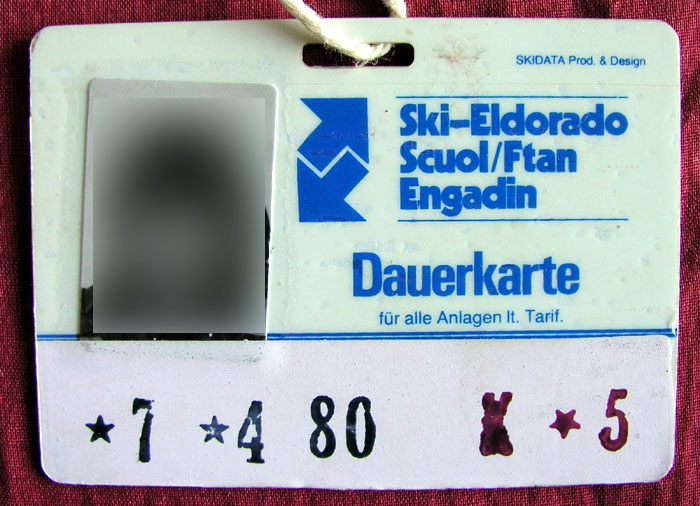 SKIDATA Prod. & Design
Ski-Eldorado
Scuol/Ftan
Engadin
Dauerkarte
für alle Anlagen lt. Tarif.
★7 ★4 80 ★5